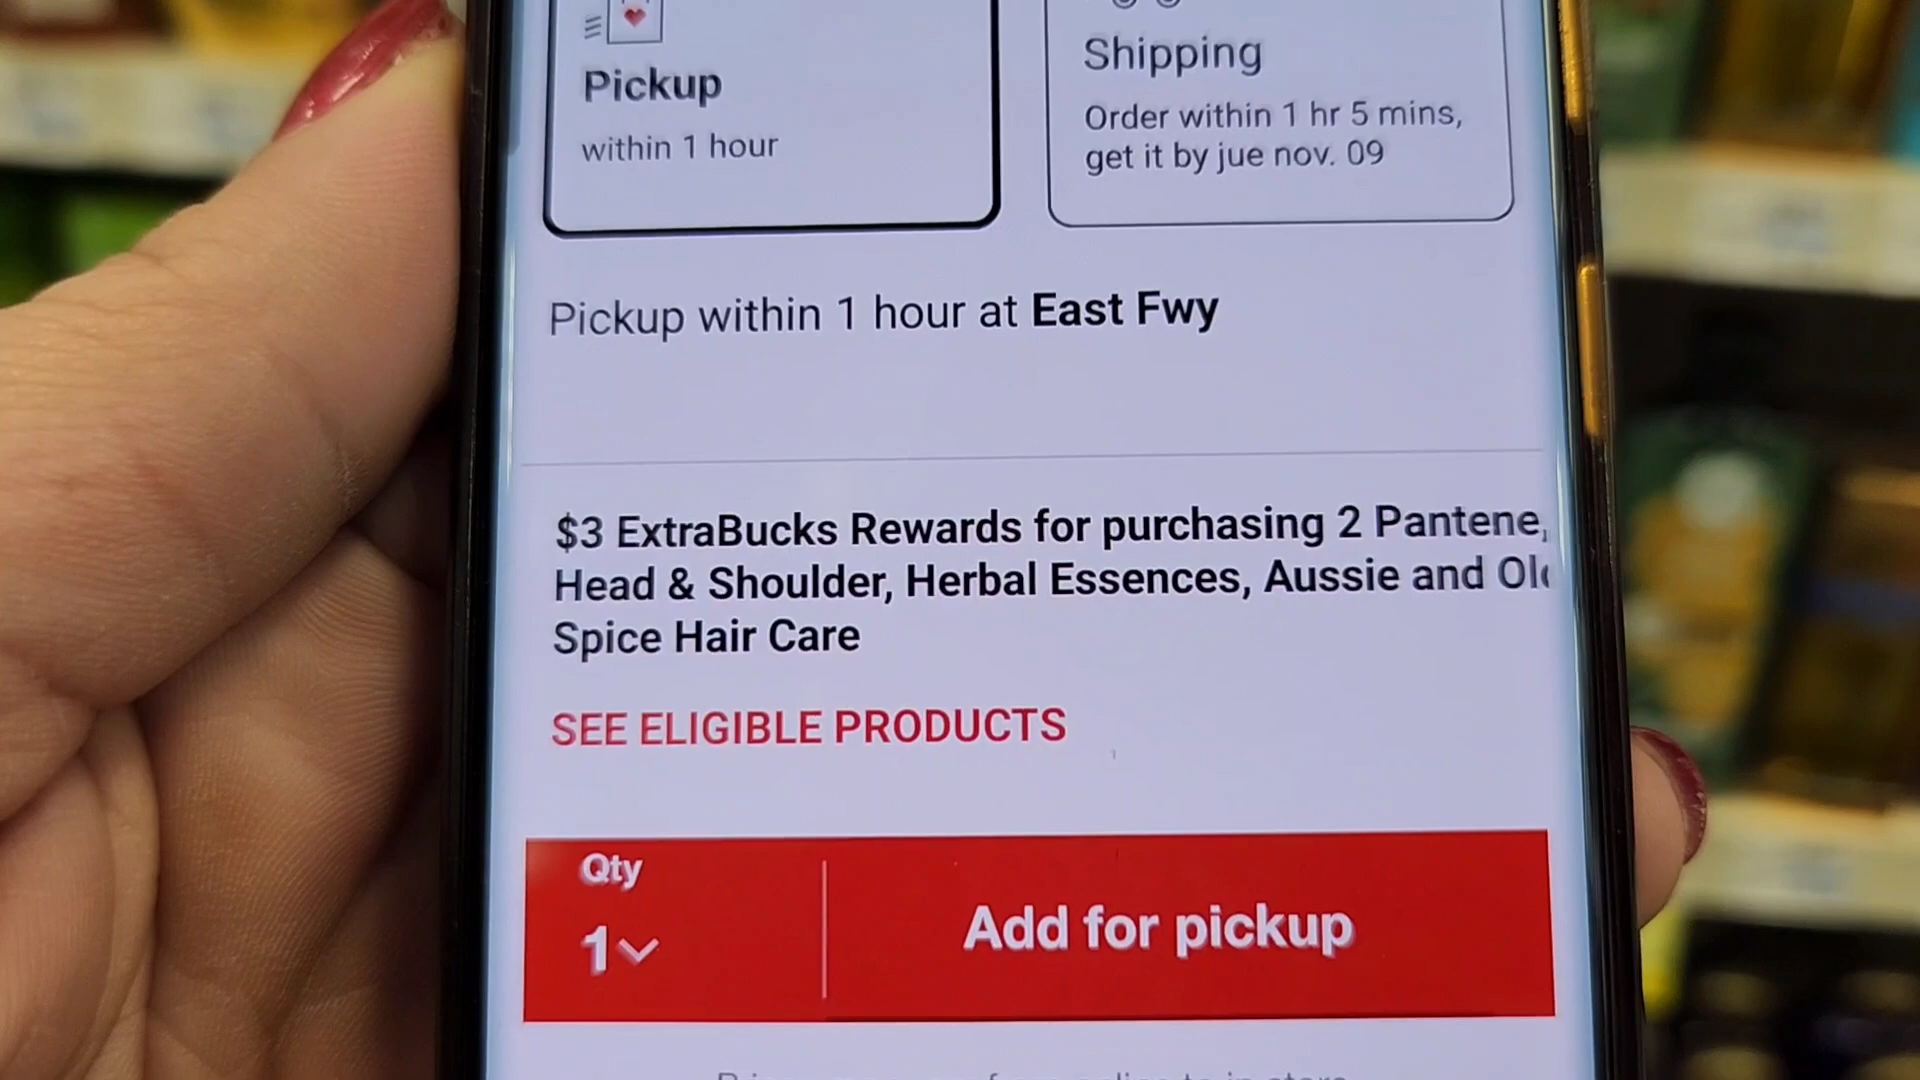 Pickup
within 1 hour
Shipping
Order within 1 hr 5 mins,
get it by jue nov. 09
Pickup within 1 hour at East Fwy
$3 ExtraBucks Rewards for purchasing 2 Pantene,
Head & Shoulder, Herbal Essences, Aussie and
Spice Hair Care
SEE ELIGIBLE PRODUCTS
Qty
1
Add for pickup